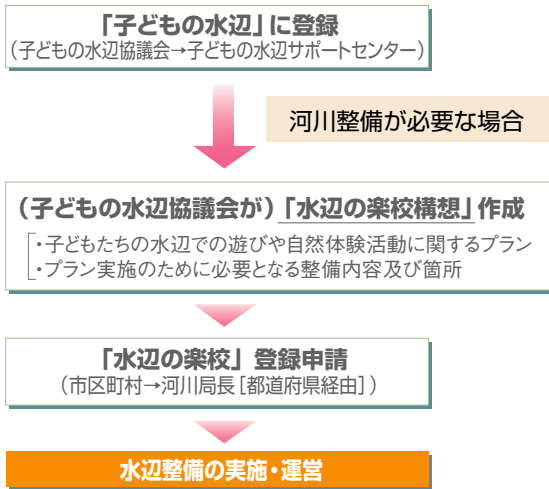 「子どもの水辺」に登録
（子どもの水辺協議会→子どもの水辺サポートセンター）
河川整備が必要な場合
（子どもの水辺協議会が）「水辺の楽校構想」作成
・子どもたちの水辺での遊びや自然体験活動に関するプラン
・プラン実施のために必要となる整備内容及び箇所
「水辺の楽校」登録申請
（市区町村→河川局長［都道府県経由］）
水辺整備の実施・運営